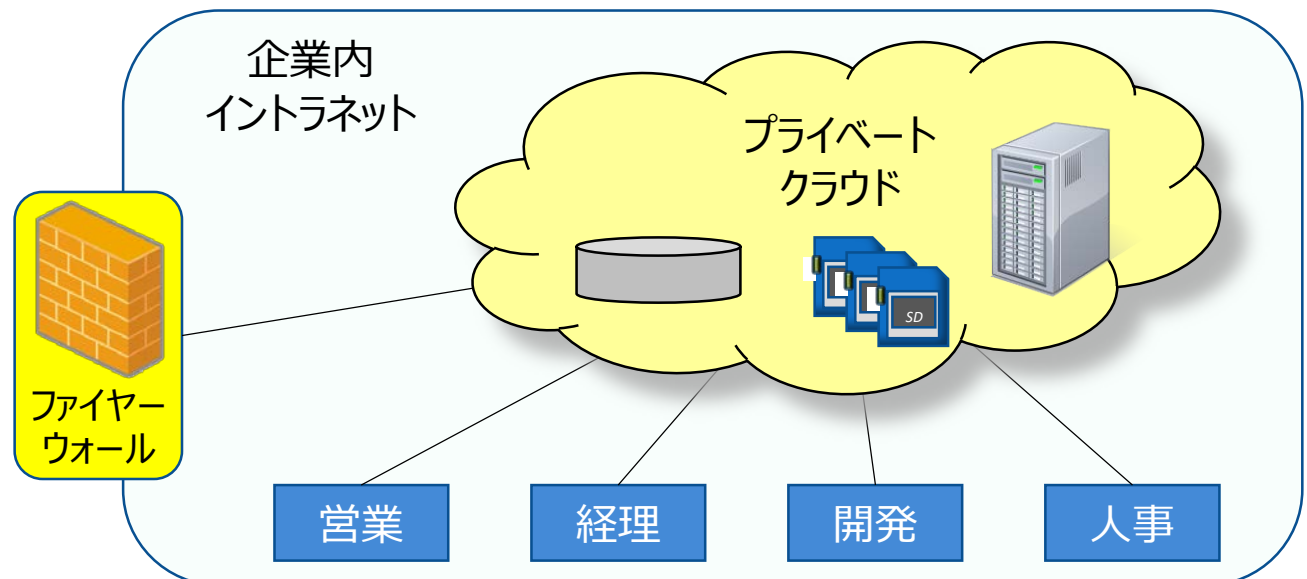 企業内
イントラネット
プライベート
クラウド
SD
ファイヤー
ウォール
営業
経理
開発
人事